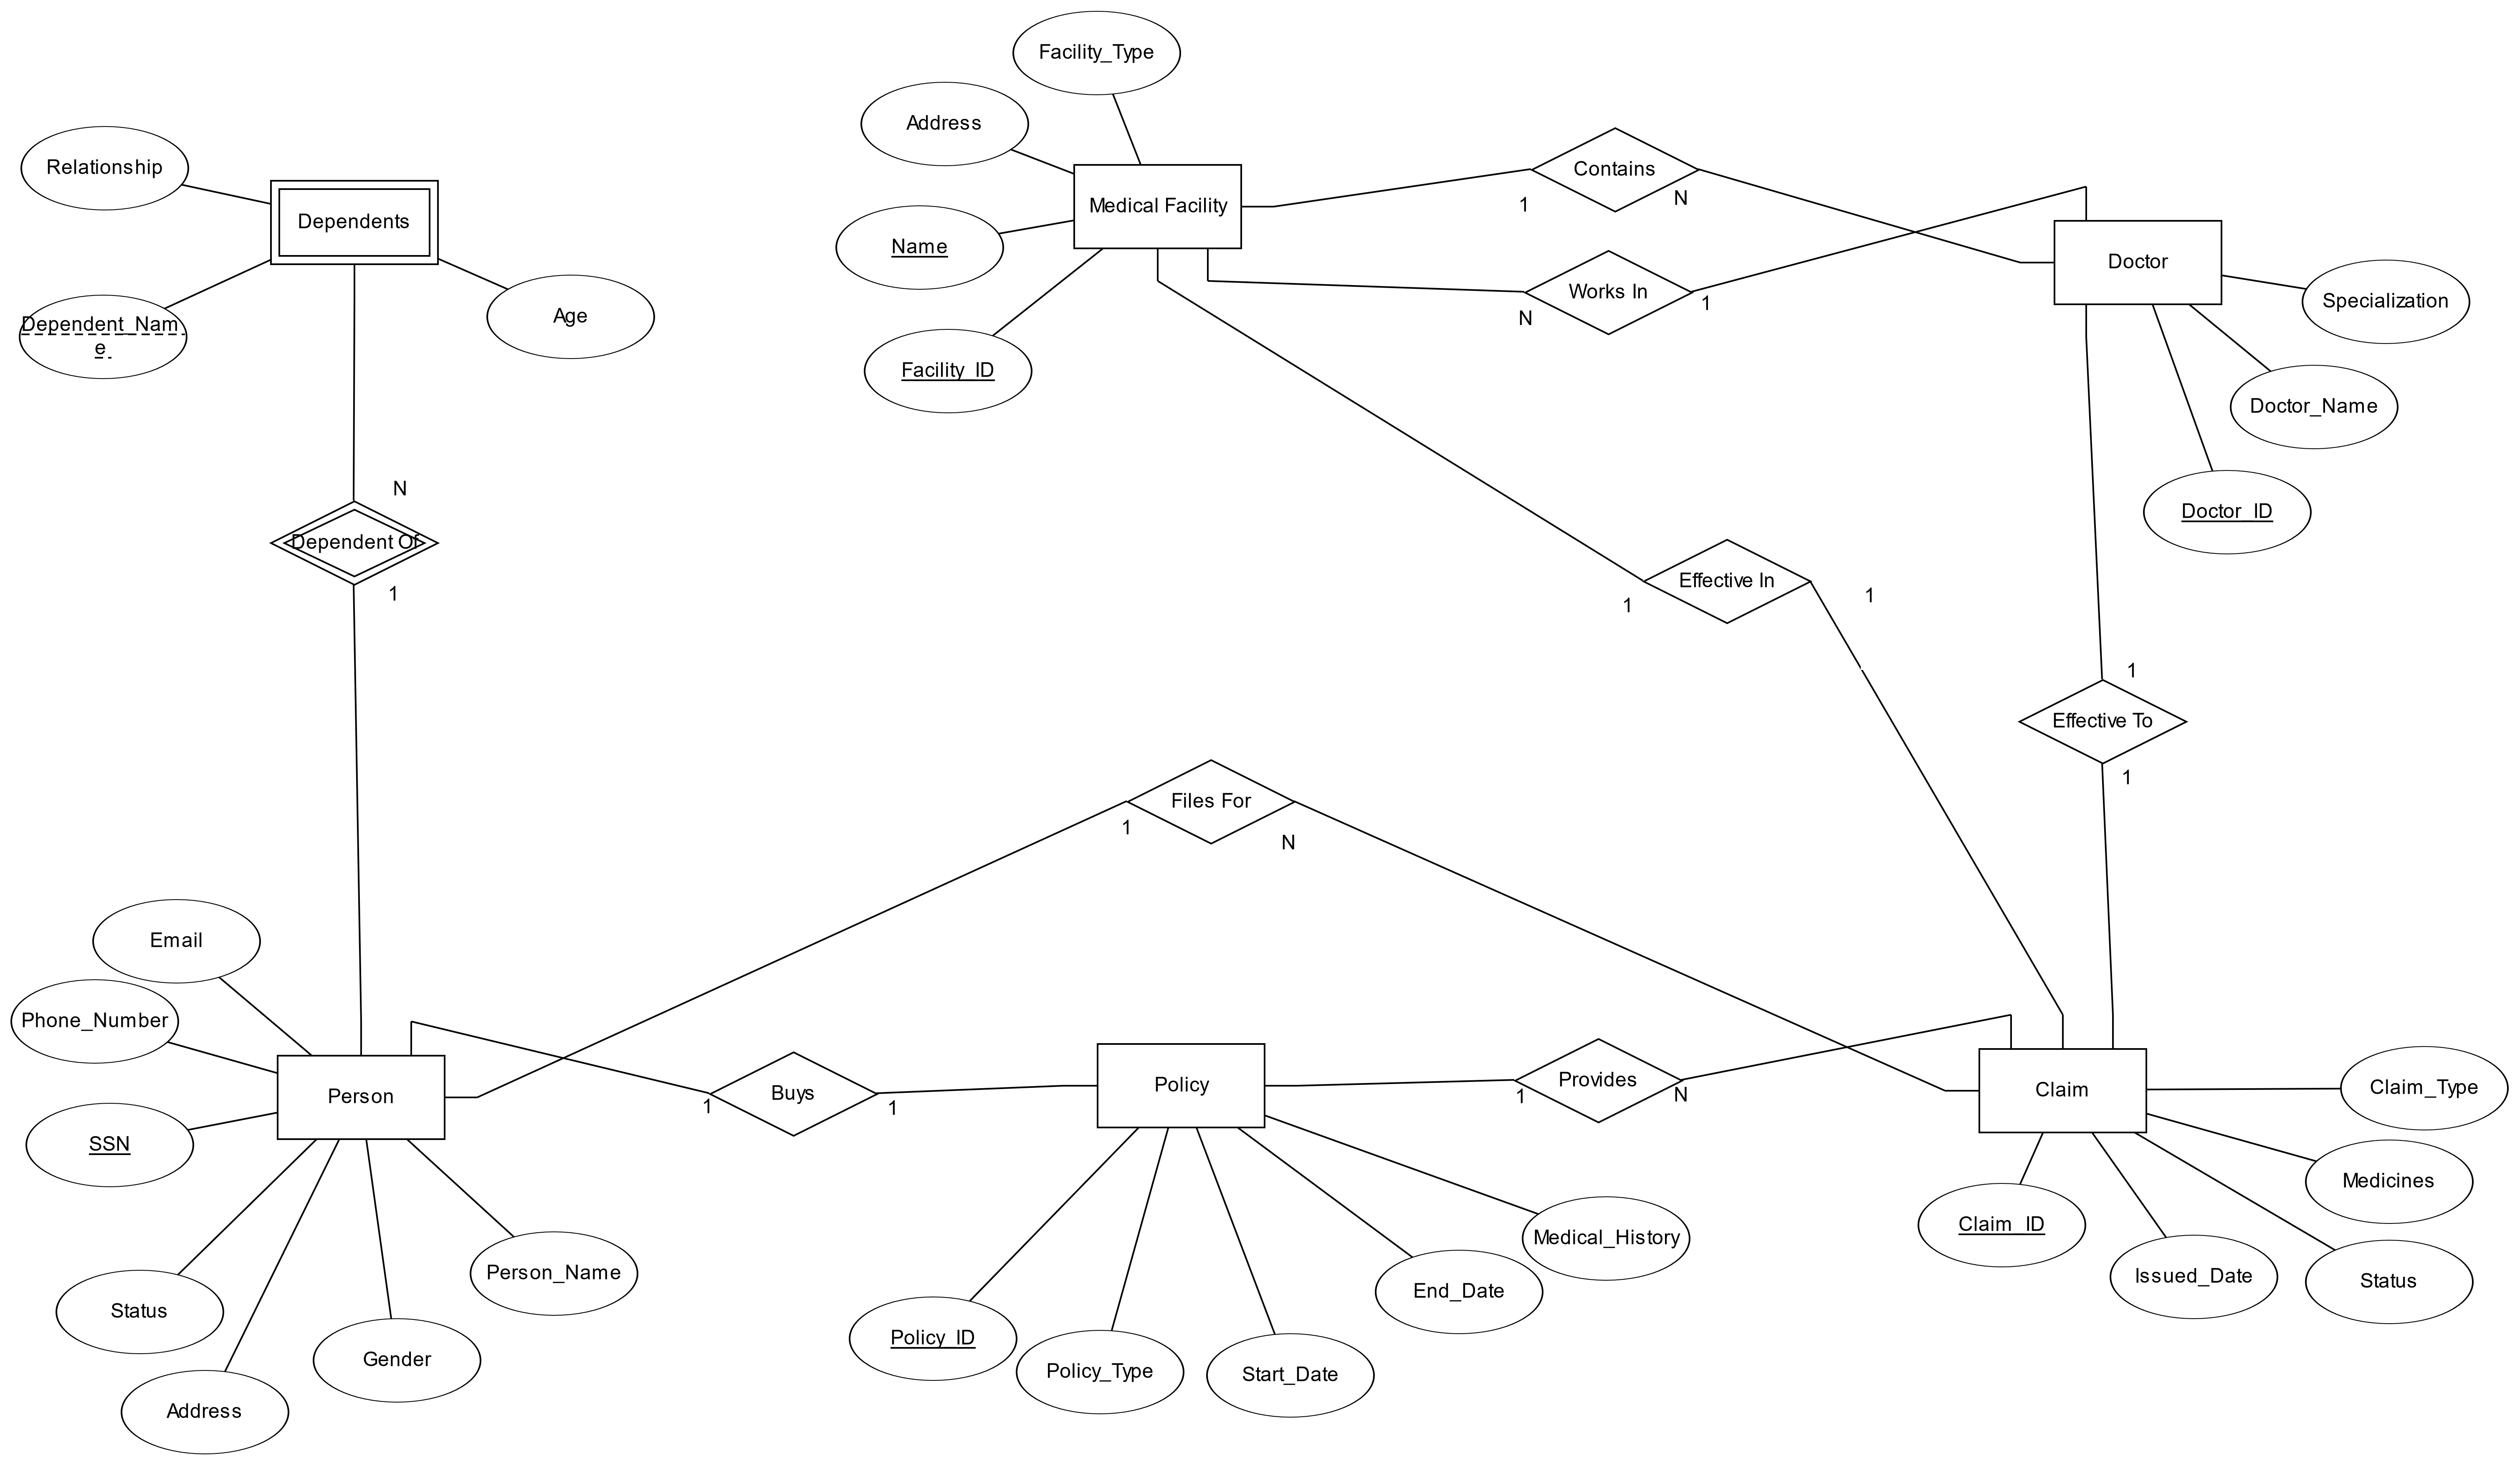 Facility_Type
Address
Relationship
Dependents
Medical Facility
Contains
1
N
Name
Doctor
Works In
N
1
Specialization
Dependent_Nam
e
Age
Facility_ID
Doctor_Name
N
Doctor_ID
Dependent Of
1
Effective In
1
1
1
Effective To
1
Files For
1
N
Email
Phone_Number
Person
Buys
1
1
Policy
Provides
1
N
Claim
Claim_Type
SSN
Medicines
Claim_ID
Medical_History
Person_Name
Issued_Date
Status
End_Date
Status
Policy_ID
Gender
Policy_Type
Start_Date
Address